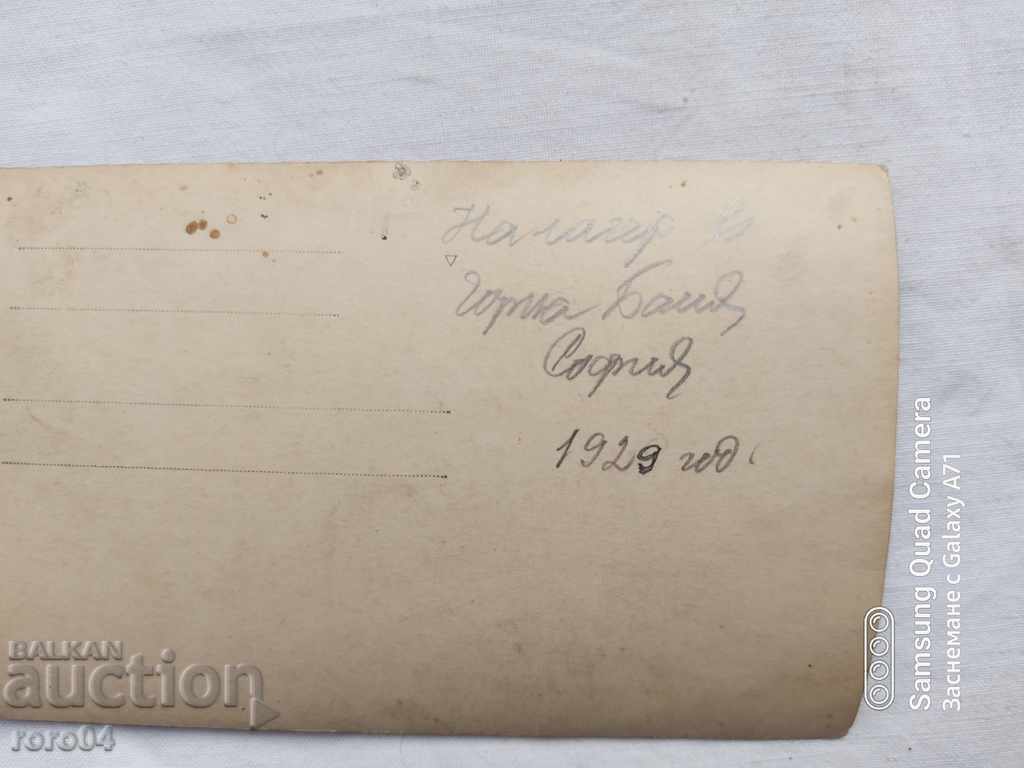 На лагер в
Горна Баня
София
1929 год.
BALKAN
auction
roro04
Samsung Quad Camera
Заснемане с Galaxy A71